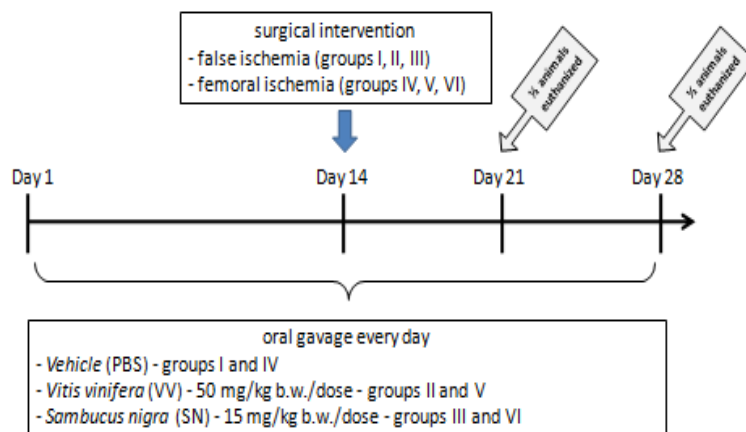 surgical intervention
- false ischemia (groups I, II, III)
- femoral ischemia (groups IV, V, VI)
½ animals
euthanized
½ animals
euthanized
Day 1
Day 14
Day 21
Day 28
oral gavage every day
- Vehicle (PBS) - groups I and IV
- Vitis vinifera (VV) - 50 mg/kg b.w./dose - groups II and V
- Sambucus nigra (SN) - 15 mg/kg b.w./dose - groups III and VI